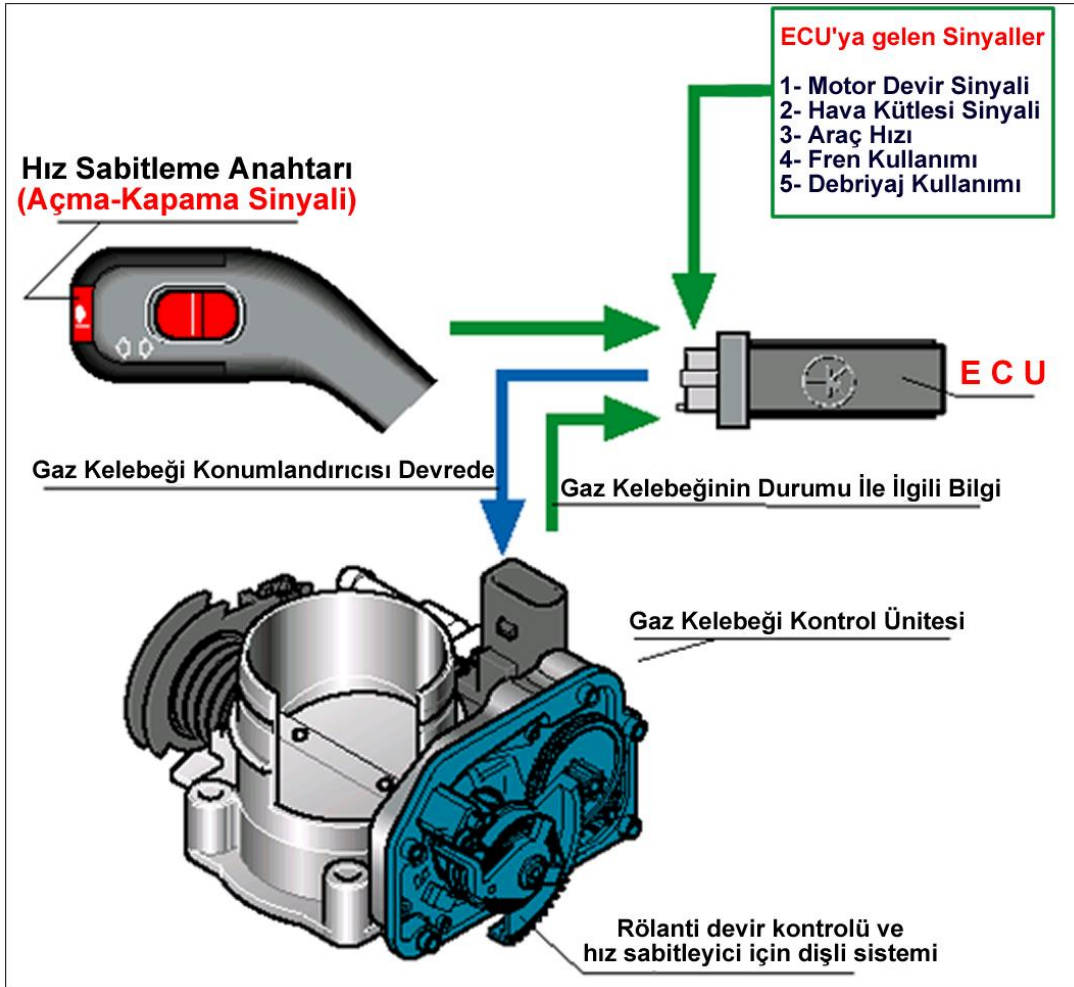 ECU'ya gelen Sinyaller
1- Motor Devir Sinyali
2- Hava Kütlesi Sinyali
3- Araç Hızı
4- Fren Kullanımı
5- Debriyaj Kullanımı
Hız Sabitleme Anahtarı
(Açma-Kapama Sinyali)
E C U
Gaz Kelebeği Konumlandırıcısı Devrede
Gaz Kelebeğinin Durumu İle İlgili Bilgi
Gaz Kelebeği Kontrol Ünitesi
Rölanti devir kontrolü ve
hız sabitleyici için dişli sistemi